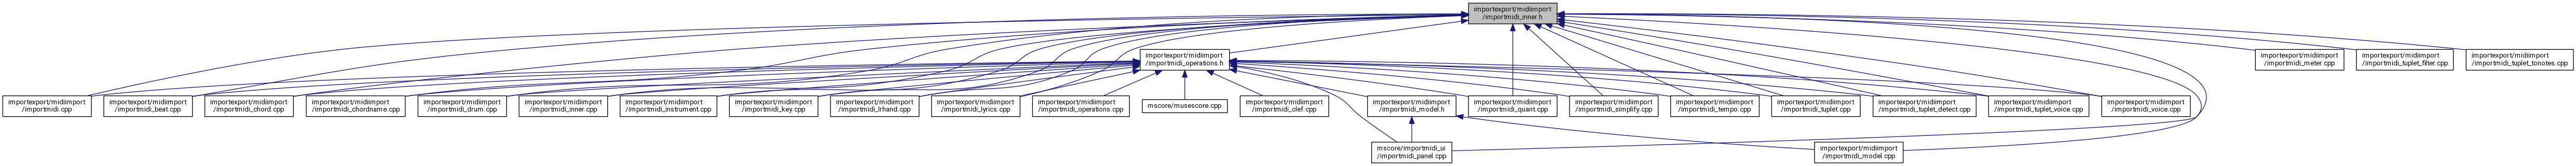 importexport/midiimport
/importmidi_inner.h
importexport/midiimport
/importmidi_operations.h
importexport/midiimport
/importmidi_meter.cpp
importexport/midiimport
/importmidi_tuplet_filter.cpp
importexport/midiimport
/importmidi_tuplet_tonotes.cpp
importexport/midiimport
/importmidi.cpp
importexport/midiimport
/importmidi_beat.cpp
importexport/midiimport
/importmidi_chord.cpp
importexport/midiimport
/importmidi_chordname.cpp
importexport/midiimport
/importmidi_drum.cpp
importexport/midiimport
/importmidi_inner.cpp
importexport/midiimport
/importmidi_instrument.cpp
importexport/midiimport
/importmidi_key.cpp
importexport/midiimport
/importmidi_lrhand.cpp
importexport/midiimport
/importmidi_lyrics.cpp
importexport/midiimport
/importmidi_operations.cpp
mscore/musescore.cpp
importexport/midiimport
/importmidi_clef.cpp
importexport/midiimport
/importmidi_model.h
importexport/midiimport
/importmidi_quant.cpp
importexport/midiimport
/importmidi_simplify.cpp
importexport/midiimport
/importmidi_tempo.cpp
importexport/midiimport
/importmidi_tuplet.cpp
importexport/midiimport
/importmidi_tuplet_detect.cpp
importexport/midiimport
/importmidi_tuplet_voice.cpp
importexport/midiimport
/importmidi_voice.cpp
mscore/importmidi_ui
/importmidi_panel.cpp
importexport/midiimport
/importmidi_model.cpp